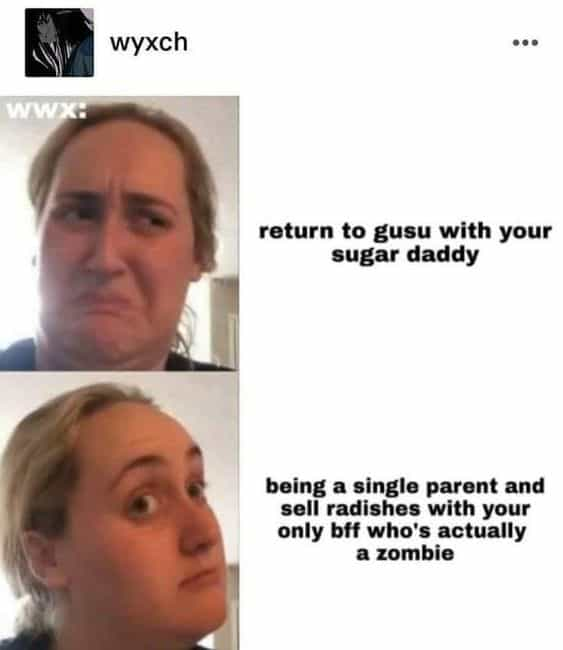 wyxch
wwx:
return to gusu with your
sugar daddy
being a single parent and
sell radishes with your
only bff who's actually
a zombie